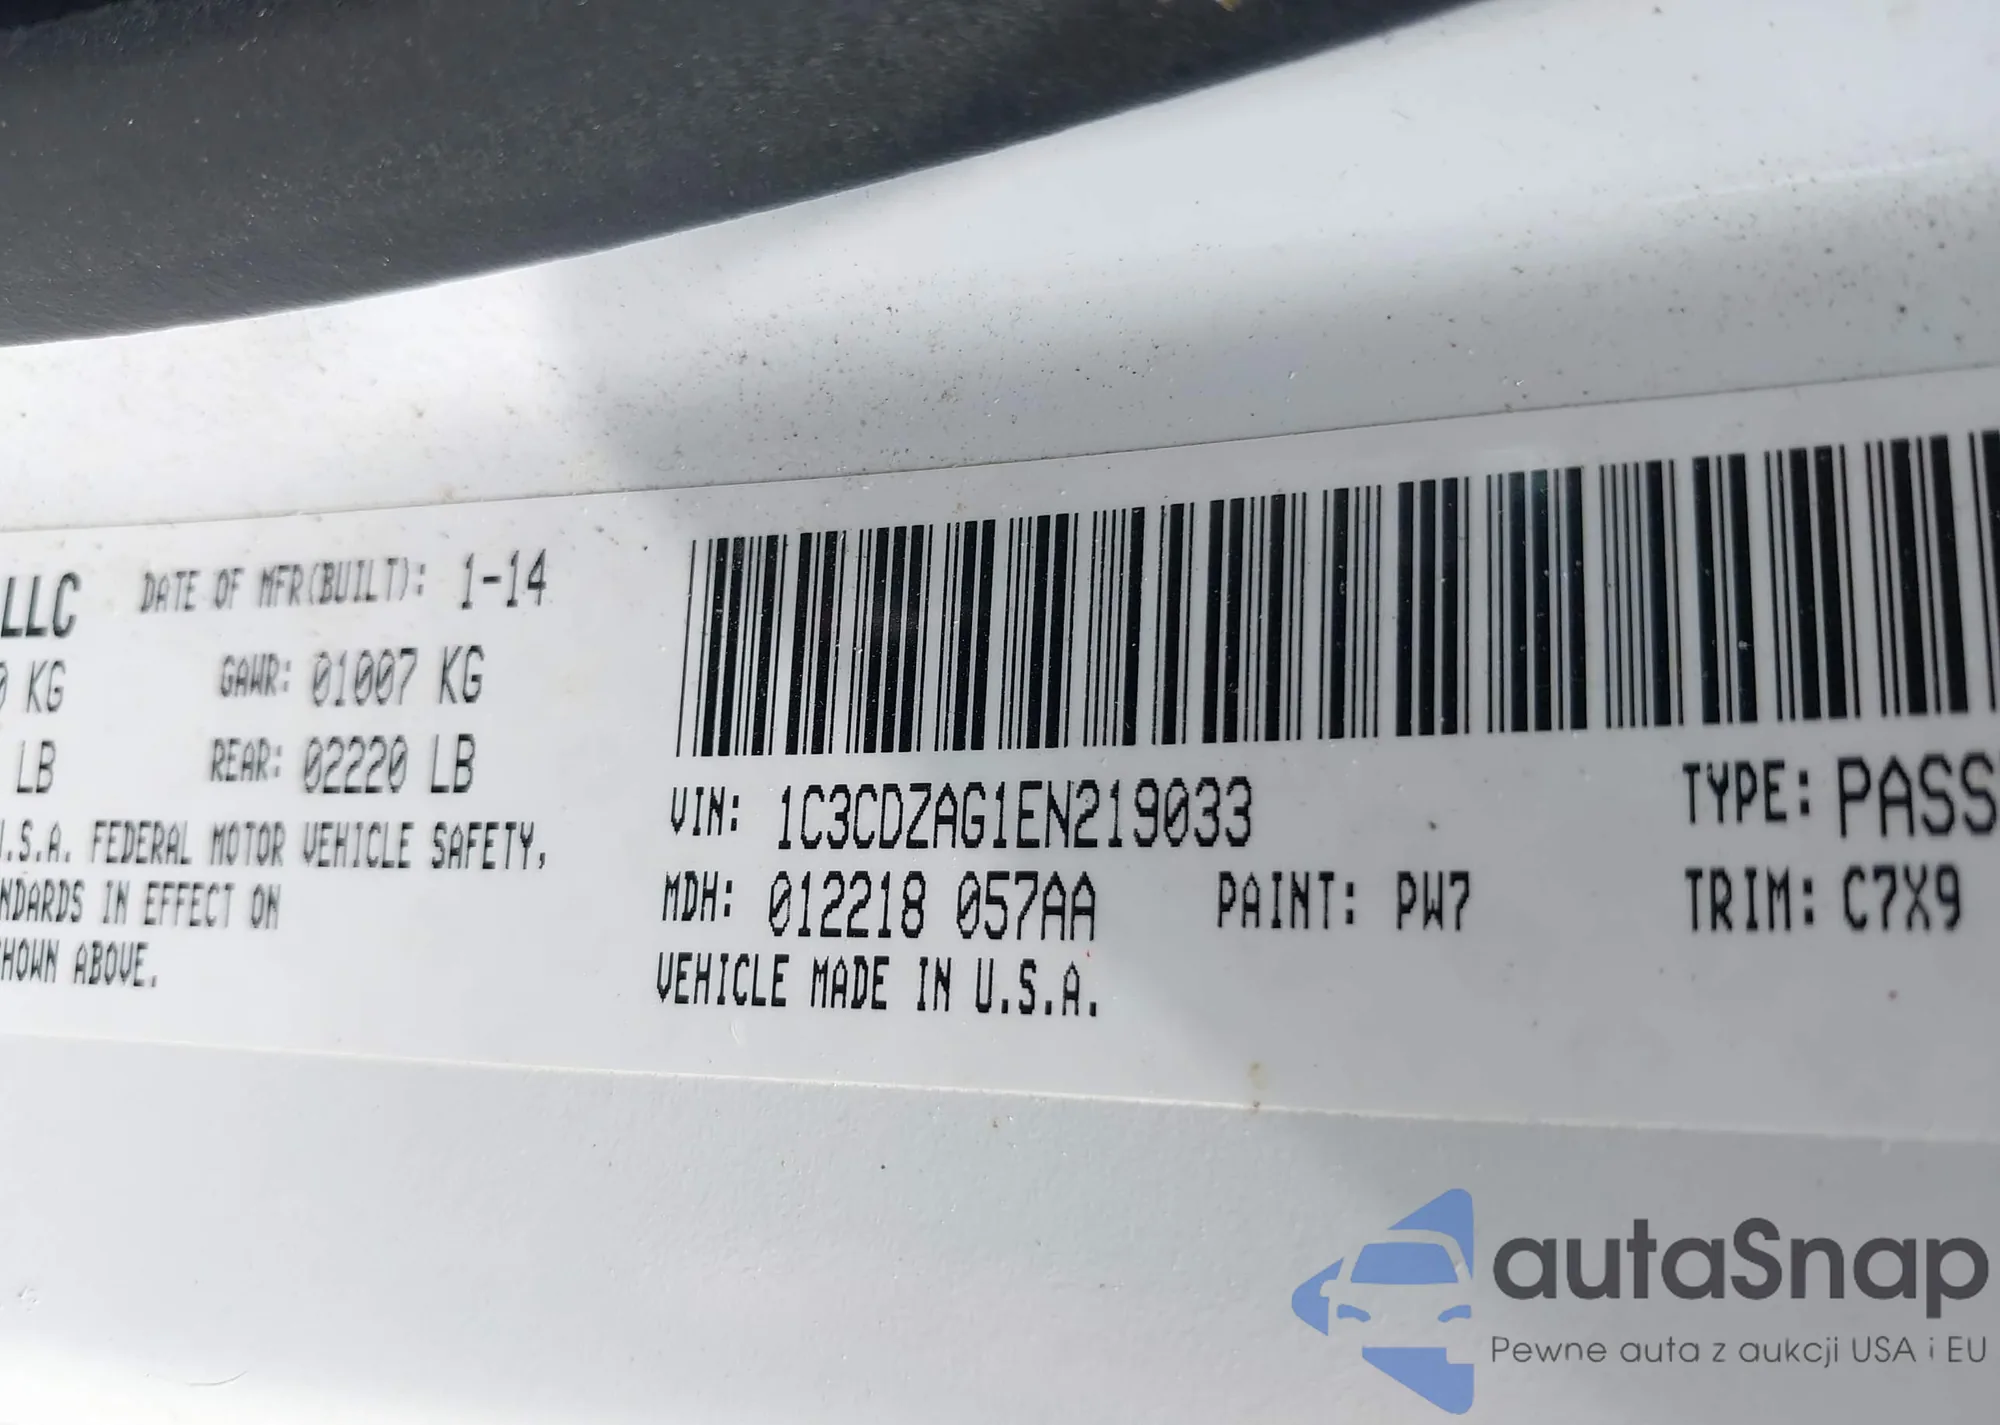 LLC DATE OF MFR(BUILT): 1-14
KG GAWR: 01007 KG
LB REAR: 02220 LB
U.S.A. FEDERAL MOTOR VEHICLE SAFETY,
NDARDS IN EFFECT ON
HOWN ABOVE.
VIN: 1C3CDZAG1EN219033 TYPE: PASS
MDH: 012218 057AA PAINT: PW7 TRIM: C7X9
VEHICLE MADE IN U.S.A.
autaSnap
Pewne auta z aukcji USA i EU